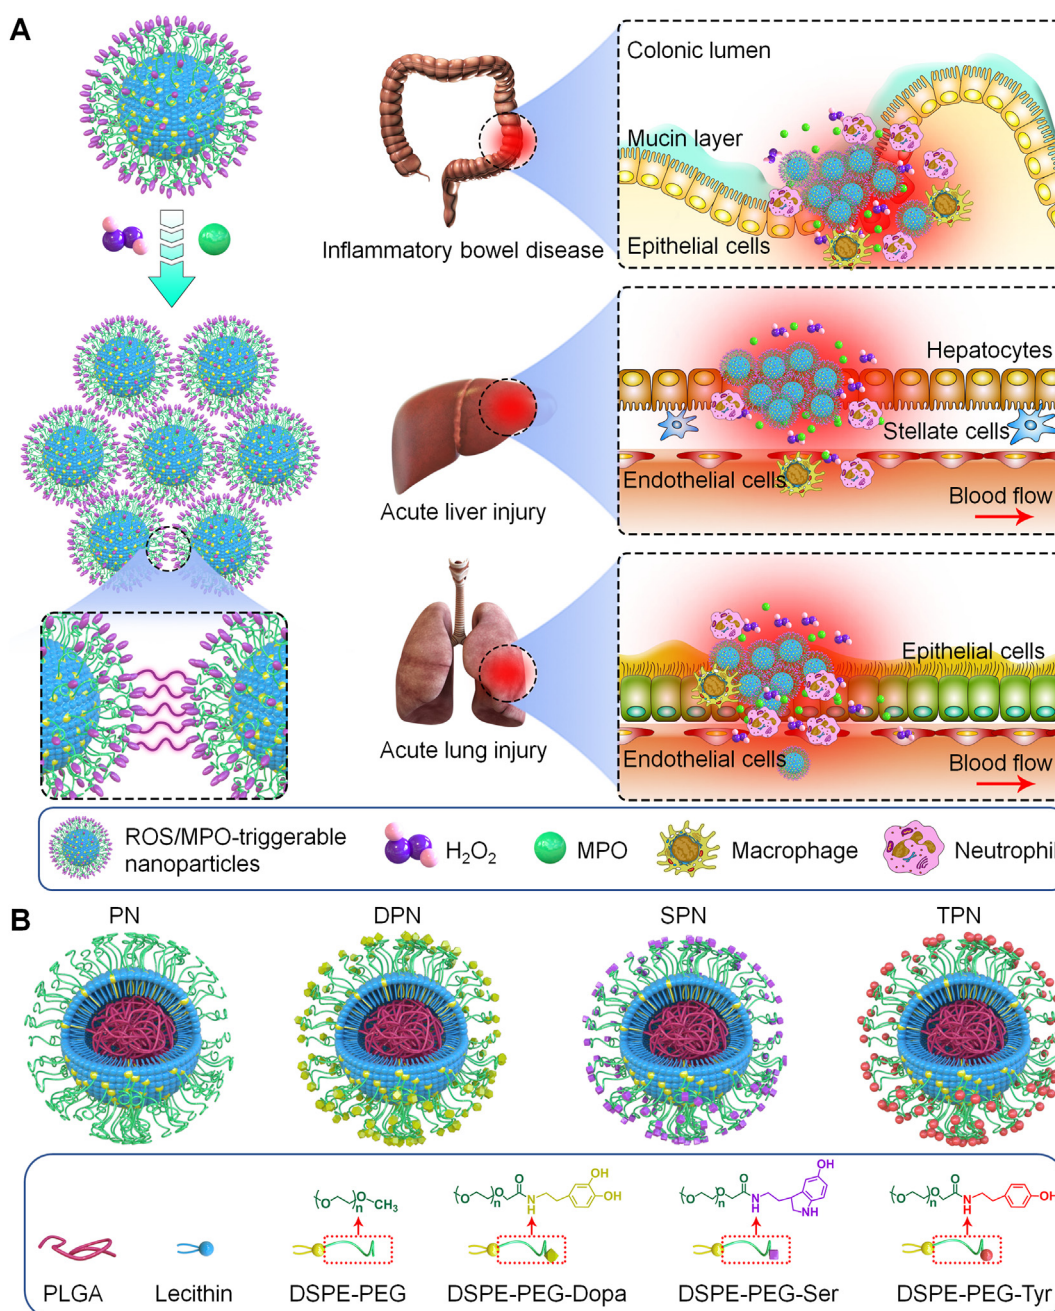 A
Colonic lumen
Mucin layer
Epithelial cells
Inflammatory bowel disease
Hepatocytes
Stellate cells
Endothelial cells
Blood flow
Acute liver injury
Epithelial cells
Endothelial cells
Blood flow
Acute lung injury
ROS/MPO-triggerable
nanoparticles
H₂O₂
MPO
Macrophage
Neutrophil
B
PN
DPN
SPN
TPN
(O)n O CH₃
(O)n O O N H OH OH
(O)n O O N H OH NH
(O)n O O N H OH
PLGA
Lecithin
DSPE-PEG
DSPE-PEG-Dopa
DSPE-PEG-Ser
DSPE-PEG-Tyr